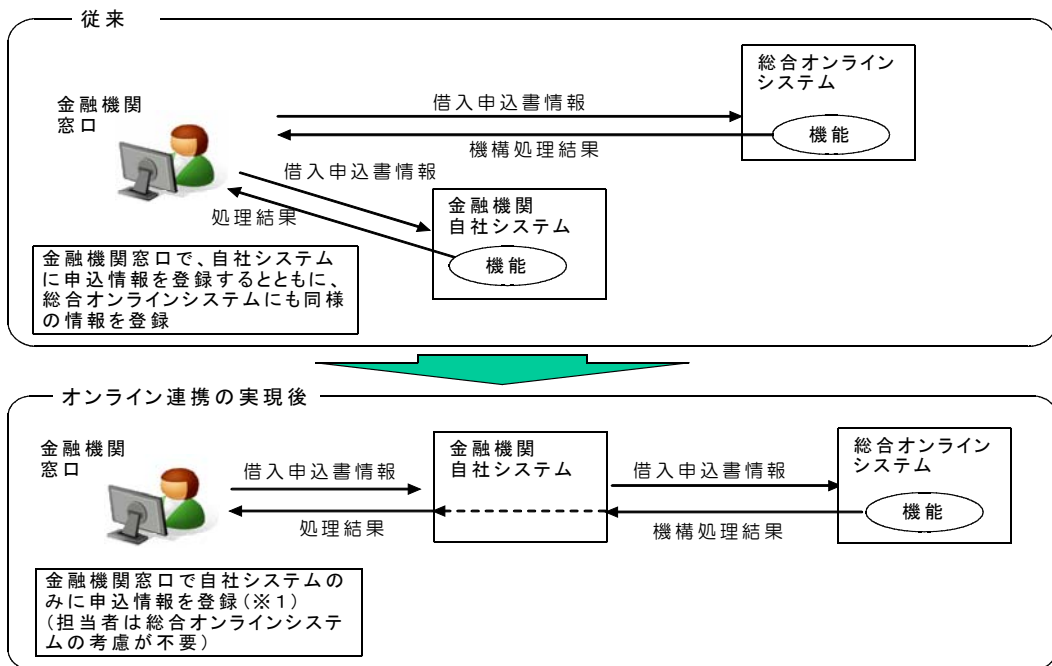 従来
総合オンライン
システム
金融機関
窓口
借入申込書情報
機能
機構処理結果
借入申込書情報
処理結果
金融機関
自社システム
機能
金融機関窓口で、自社システム
に申込情報を登録するとともに、
総合オンラインシステムにも同様
の情報を登録
オンライン連携の実現後
金融機関
窓口
借入申込書情報
処理結果
金融機関
自社システム
借入申込書情報
機構処理結果
総合オンライン
システム
機能
金融機関窓口で自社システムの
みに申込情報を登録(※1)
(担当者は総合オンラインシステ
ムの考慮が不要)